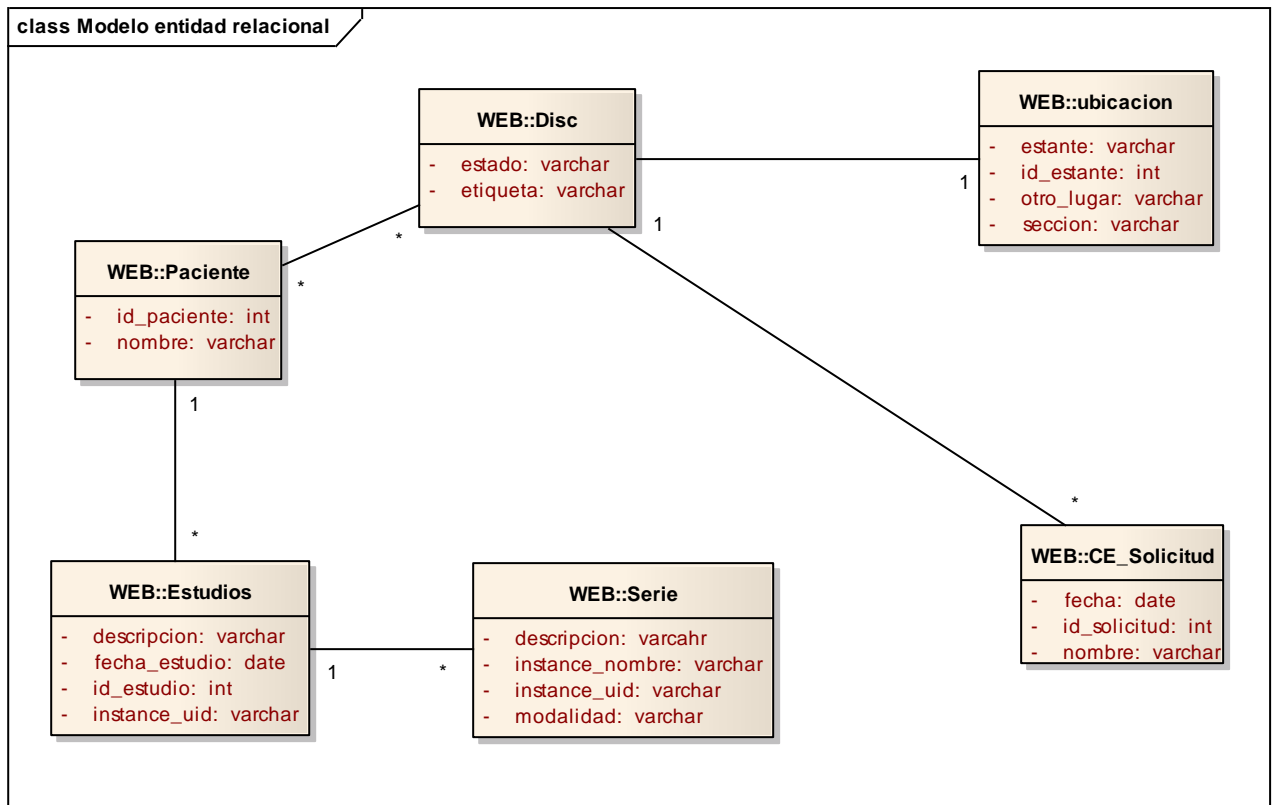 class Modelo entidad relacional
WEB::Disc
- estado: varchar
- etiqueta: varchar
WEB::ubicacion
- estante: varchar
- id_estante: int
- otro_lugar: varchar
- seccion: varchar
1
1
*
*
WEB::Paciente
- id_paciente: int
- nombre: varchar
1
*
*
WEB::Estudios
- descripcion: varchar
- fecha_estudio: date
- id_estudio: int
- instance_uid: varchar
1
*
WEB::Serie
- descripcion: varcahr
- instance_nombre: varchar
- instance_uid: varchar
- modalidad: varchar
WEB::CE_Solicitud
- fecha: date
- id_solicitud: int
- nombre: varchar